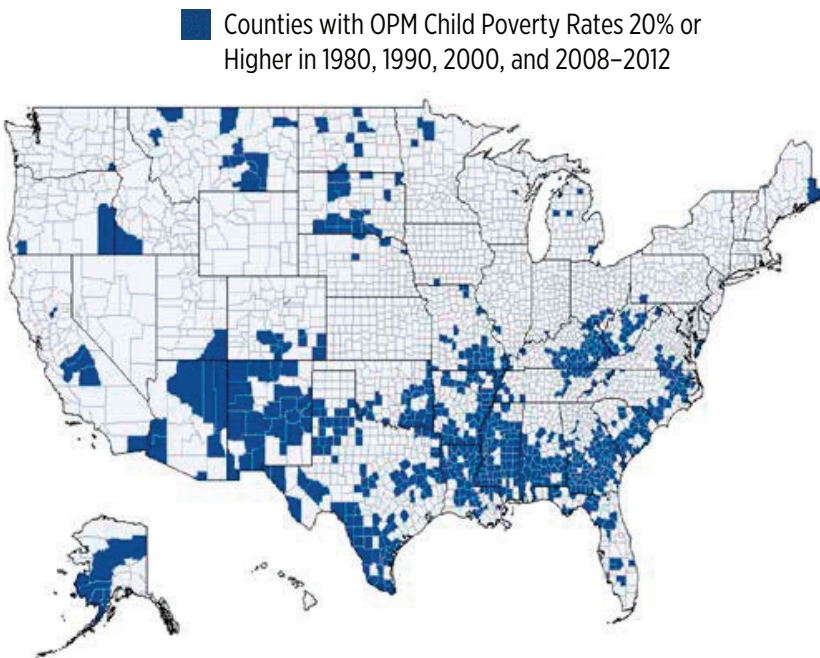 Counties with OPM Child Poverty Rates 20% or
Higher in 1980, 1990, 2000, and 2008–2012